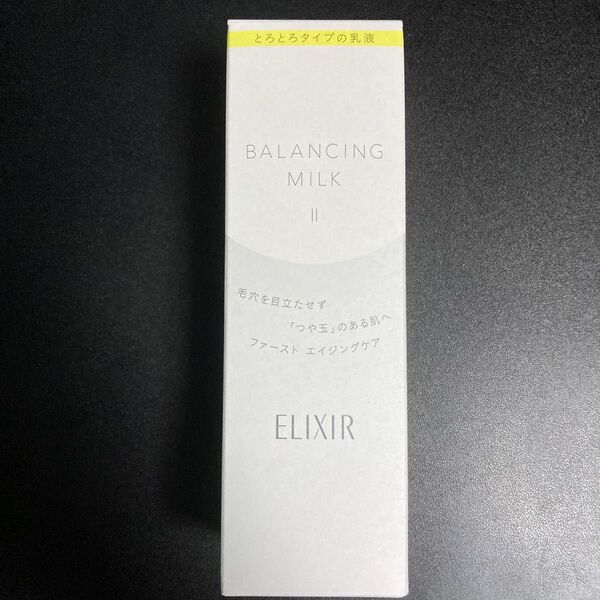 とろとろタイプの乳液
BALANCING
MILK
II
毛穴を目立たせず
「つや玉」のある肌へ
ファースト エイジングケア
ELIXIR